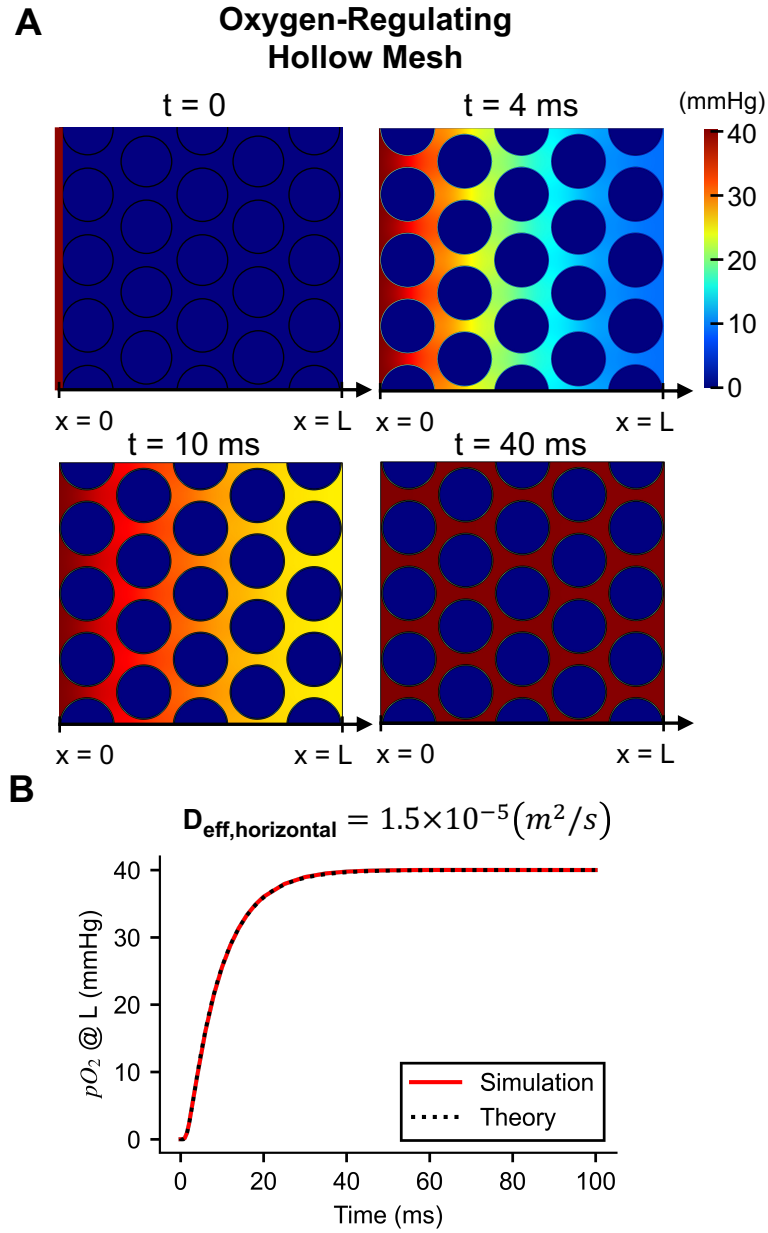 A
Oxygen-Regulating
Hollow Mesh
t = 0
t = 4 ms
(mmHg)
40
30
20
10
0
x = 0
x = L
x = 0
x = L
t = 10 ms
t = 40 ms
x = 0
x = L
x = 0
x = L
B
D_eff,horizontal = 1.5×10⁻⁵(m²/s)
pO₂ @ L (mmHg)
40
30
20
10
0
Simulation
Theory
0
20
40
60
80
100
Time (ms)